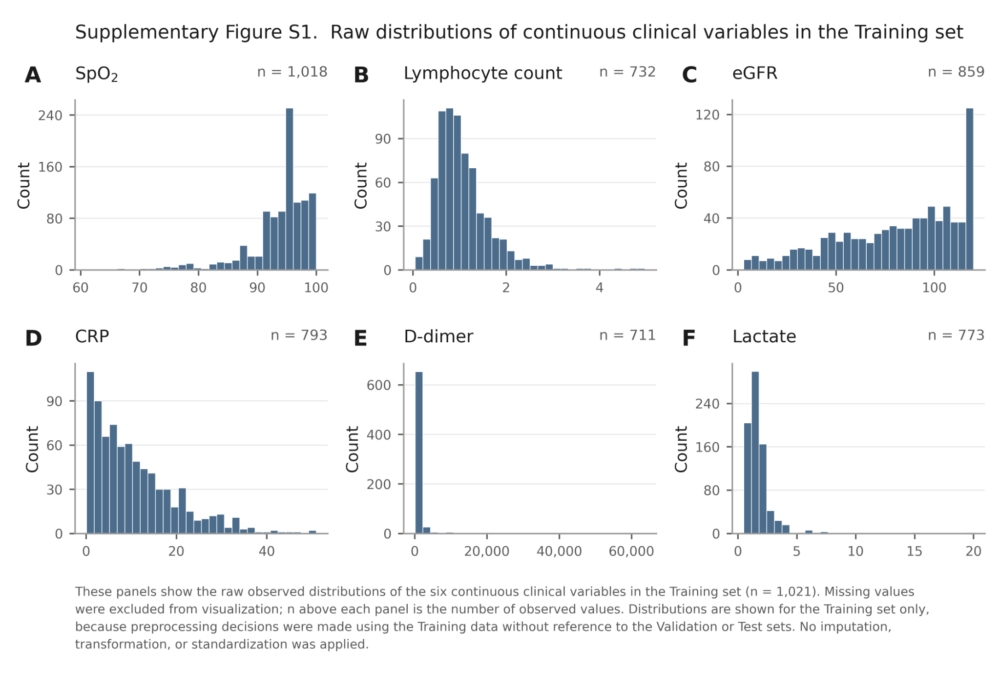 Supplementary Figure S1. Raw distributions of continuous clinical variables in the Training set
A SpO₂ n = 1,018
Count
240
160
80
0
60 70 80 90 100
B Lymphocyte count n = 732
Count
90
60
30
0
0 2 4
C eGFR n = 859
Count
120
80
40
0
0 50 100
D CRP n = 793
Count
90
60
30
0
0 20 40
E D-dimer n = 711
Count
600
400
200
0
0 20,000 40,000 60,000
F Lactate n = 773
Count
240
160
80
0
0 5 10 15 20
These panels show the raw observed distributions of the six continuous clinical variables in the Training set (n = 1,021). Missing values
were excluded from visualization; n above each panel is the number of observed values. Distributions are shown for the Training set only,
because preprocessing decisions were made using the Training data without reference to the Validation or Test sets. No imputation,
transformation, or standardization was applied.